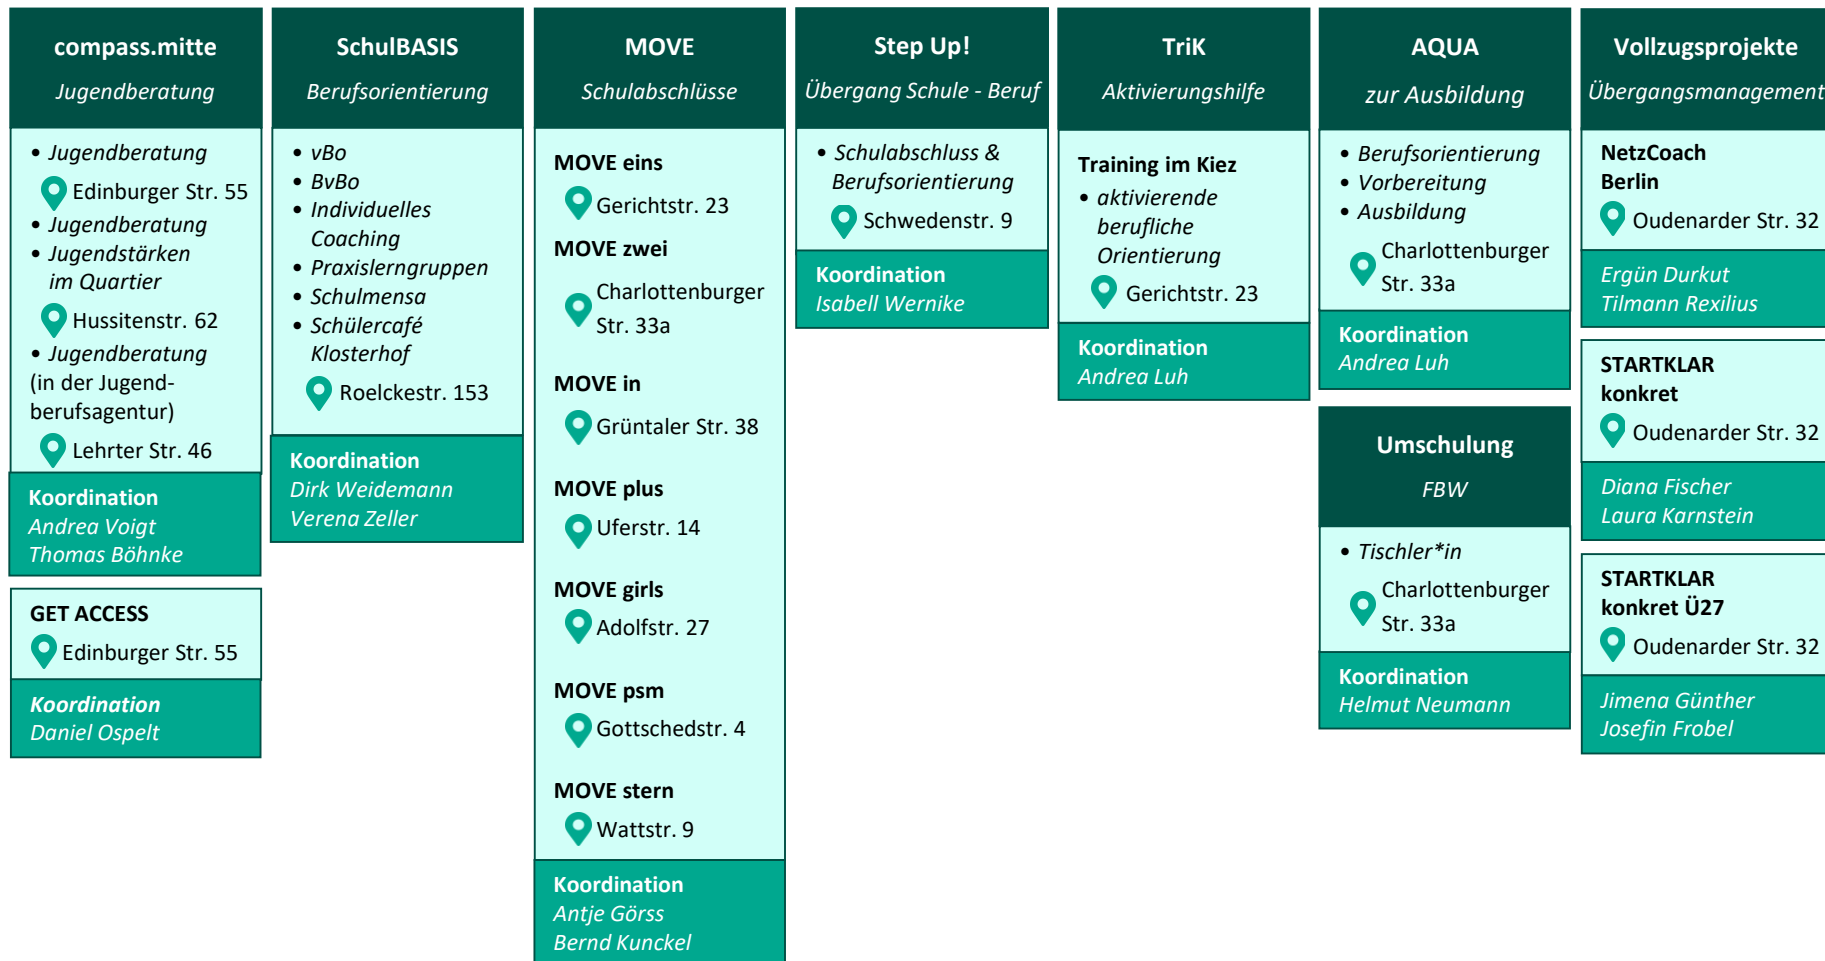 compass.mitte
Jugendberatung
• Jugendberatung
Edinburger Str. 55
• Jugendberatung
• Jugendstärken
im Quartier
Hussitenstr. 62
• Jugendberatung
(in der Jugend-
berufsagentur)
Lehrter Str. 46
Koordination
Andrea Voigt
Thomas Böhnke
GET ACCESS
Edinburger Str. 55
Koordination
Daniel Ospelt
SchulBASIS
Berufsorientierung
• vBo
• BvBo
• Individuelles
Coaching
• Praxislerngruppen
• Schulmensa
• Schülercafé
Klosterhof
Roelckestr. 153
Koordination
Dirk Weidemann
Verena Zeller
MOVE
Schulabschlüsse
MOVE eins
Gerichtstr. 23
MOVE zwei
Charlottenburger
Str. 33a
MOVE in
Grüntaler Str. 38
MOVE plus
Uferstr. 14
MOVE girls
Adolfstr. 27
MOVE psm
Gottschedstr. 4
MOVE stern
Wattstr. 9
Koordination
Antje Görss
Bernd Kunckel
Step Up!
Übergang Schule - Beruf
• Schulabschluss &
Berufsorientierung
Schwedenstr. 9
Koordination
Isabell Wernike
TriK
Aktivierungshilfe
Training im Kiez
• aktivierende
berufliche
Orientierung
Gerichtstr. 23
Koordination
Andrea Luh
AQUA
zur Ausbildung
• Berufsorientierung
• Vorbereitung
• Ausbildung
Charlottenburger
Str. 33a
Koordination
Andrea Luh
Umschulung
FBW
• Tischler*in
Charlottenburger
Str. 33a
Koordination
Helmut Neumann
Vollzugsprojekte
Übergangsmanagement
NetzCoach
Berlin
Oudenarder Str. 32
Ergün Durkut
Tilmann Rexilius
STARTKLAR
konkret
Oudenarder Str. 32
Diana Fischer
Laura Karnstein
STARTKLAR
konkret Ü27
Oudenarder Str. 32
Jimena Günther
Josefin Frobel